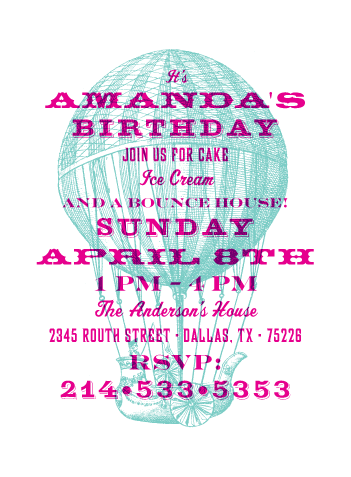 It's
AMANDA'S
BIRTHDAY
JOIN US FOR CAKE
Ice Cream
AND A BOUNCE HOUSE!
SUNDAY
APRIL 8TH
1 PM - 4 PM
The Anderson's House
2345 ROUTH STREET • DALLAS, TX • 75226
RSVP:
214•533•5353